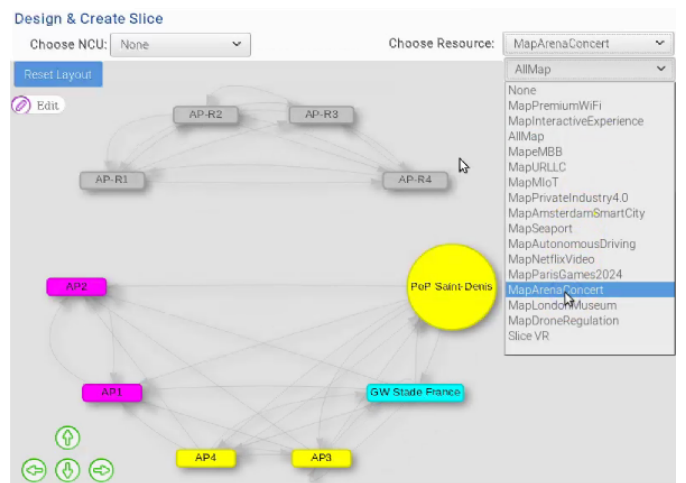 Design & Create Slice
Choose NCU: None
Choose Resource: MapArenaConcert
Reset Layout
AllMap
Edit
None
MapPremiumWiFi
MapInteractiveExperience
AllMap
MapeMBB
MapURLLC
MapMIoT
MapPrivateIndustry4.0
MapAmsterdamSmartCity
MapSeaport
MapAutonomousDriving
MapNetflixVideo
MapParisGames2024
MapArenaConcert
MapLondonMuseum
MapDroneRegulation
Slice VR
AP-R2
AP-R3
AP-R1
AP-R4
AP2
PoP Saint-Denis
AP1
GW Stade France
AP4
AP3